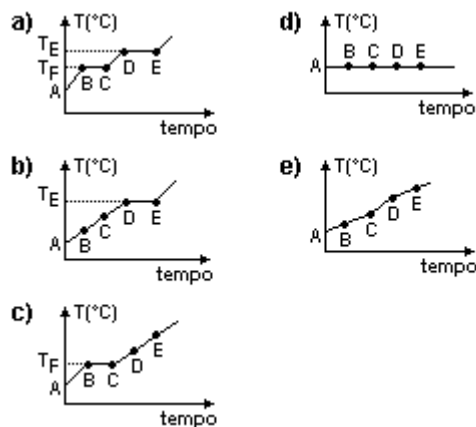 a) T(°C)
T_E
T_F
D E
B C
A
tempo
b) T(°C)
T_E
D E
C
B
A
tempo
c) T(°C)
T_F
E
D
B C
A
tempo
d) T(°C)
B C D E
A
tempo
e) T(°C)
E
D
C
B
A
tempo